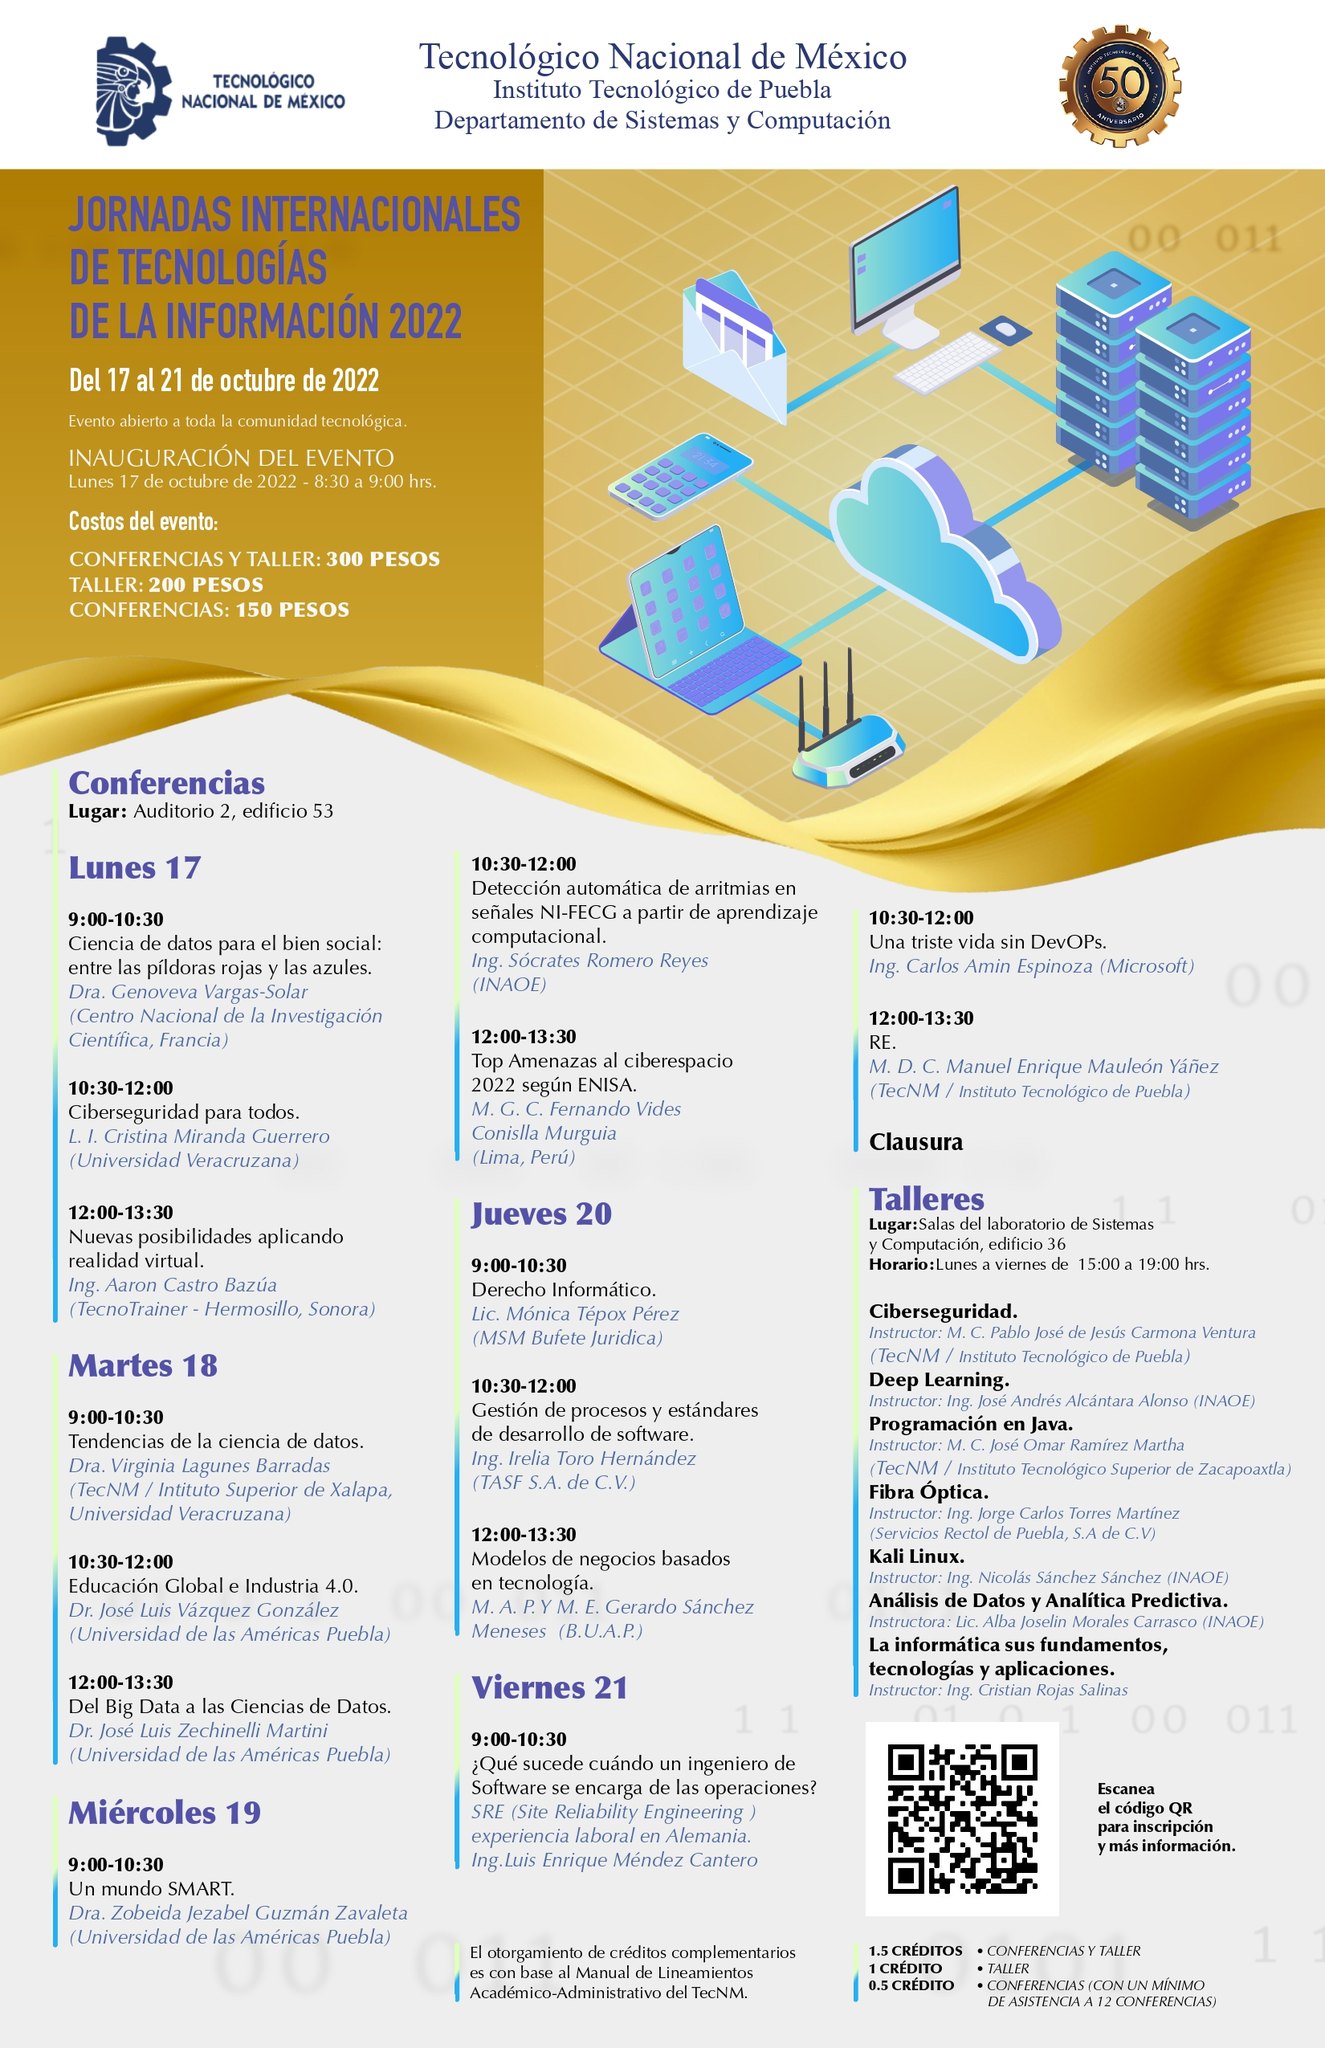 TECNOLÓGICO
NACIONAL DE MÉXICO
Tecnológico Nacional de México
Instituto Tecnológico de Puebla
Departamento de Sistemas y Computación
50
ANIVERSARIO
JORNADAS INTERNACIONALES
DE TECNOLOGÍAS
DE LA INFORMACIÓN 2022
Del 17 al 21 de octubre de 2022
Evento abierto a toda la comunidad tecnológica.
INAUGURACIÓN DEL EVENTO
Lunes 17 de octubre de 2022 - 8:30 a 9:00 hrs.
Costos del evento:
CONFERENCIAS Y TALLER: 300 PESOS
TALLER: 200 PESOS
CONFERENCIAS: 150 PESOS
00 011
Conferencias
Lugar: Auditorio 2, edificio 53
Lunes 17
9:00-10:30
Ciencia de datos para el bien social:
entre las píldoras rojas y las azules.
Dra. Genoveva Vargas-Solar
(Centro Nacional de la Investigación
Científica, Francia)
10:30-12:00
Ciberseguridad para todos.
L. I. Cristina Miranda Guerrero
(Universidad Veracruzana)
12:00-13:30
Nuevas posibilidades aplicando
realidad virtual.
Ing. Aaron Castro Bazúa
(TecnoTrainer - Hermosillo, Sonora)
Martes 18
9:00-10:30
Tendencias de la ciencia de datos.
Dra. Virginia Lagunes Barradas
(TecNM / Intituto Superior de Xalapa,
Universidad Veracruzana)
10:30-12:00
Educación Global e Industria 4.0.
Dr. José Luis Vázquez González
(Universidad de las Américas Puebla)
12:00-13:30
Del Big Data a las Ciencias de Datos.
Dr. José Luis Zechinelli Martini
(Universidad de las Américas Puebla)
Miércoles 19
9:00-10:30
Un mundo SMART.
Dra. Zobeida Jezabel Guzmán Zavaleta
(Universidad de las Américas Puebla)
10:30-12:00
Detección automática de arritmias en
señales NI-FECG a partir de aprendizaje
computacional.
Ing. Sócrates Romero Reyes
(INAOE)
12:00-13:30
Top Amenazas al ciberespacio
2022 según ENISA.
M. G. C. Fernando Vides
Conislla Murguia
(Lima, Perú)
Jueves 20
9:00-10:30
Derecho Informático.
Lic. Mónica Tépox Pérez
(MSM Bufete Juridica)
10:30-12:00
Gestión de procesos y estándares
de desarrollo de software.
Ing. Irelia Toro Hernández
(TASF S.A. de C.V.)
12:00-13:30
Modelos de negocios basados
en tecnología.
M. A. P. Y M. E. Gerardo Sánchez
Meneses (B.U.A.P.)
Viernes 21
9:00-10:30
¿Qué sucede cuándo un ingeniero de
Software se encarga de las operaciones?
SRE (Site Reliability Engineering )
experiencia laboral en Alemania.
Ing.Luis Enrique Méndez Cantero
El otorgamiento de créditos complementarios
es con base al Manual de Lineamientos
Académico-Administrativo del TecNM.
10:30-12:00
Una triste vida sin DevOPs.
Ing. Carlos Amin Espinoza (Microsoft)
12:00-13:30
RE.
M. D. C. Manuel Enrique Mauleón Yáñez
(TecNM / Instituto Tecnológico de Puebla)
Clausura
Talleres
Lugar:Salas del laboratorio de Sistemas
y Computación, edificio 36
Horario:Lunes a viernes de 15:00 a 19:00 hrs.
Ciberseguridad.
Instructor: M. C. Pablo José de Jesús Carmona Ventura
(TecNM / Instituto Tecnológico de Puebla)
Deep Learning.
Instructor: Ing. José Andrés Alcántara Alonso (INAOE)
Programación en Java.
Instructor: M. C. José Omar Ramírez Martha
(TecNM / Instituto Tecnológico Superior de Zacapoaxtla)
Fibra Óptica.
Instructor: Ing. Jorge Carlos Torres Martínez
(Servicios Rectol de Puebla, S.A de C.V)
Kali Linux.
Instructor: Ing. Nicolás Sánchez Sánchez (INAOE)
Análisis de Datos y Analítica Predictiva.
Instructora: Lic. Alba Joselin Morales Carrasco (INAOE)
La informática sus fundamentos,
tecnologías y aplicaciones.
Instructor: Ing. Cristian Rojas Salinas
Escanea
el código QR
para inscripción
y más información.
1.5 CRÉDITOS • CONFERENCIAS Y TALLER
1 CRÉDITO • TALLER
0.5 CRÉDITO • CONFERENCIAS (CON UN MÍNIMO
DE ASISTENCIA A 12 CONFERENCIAS)